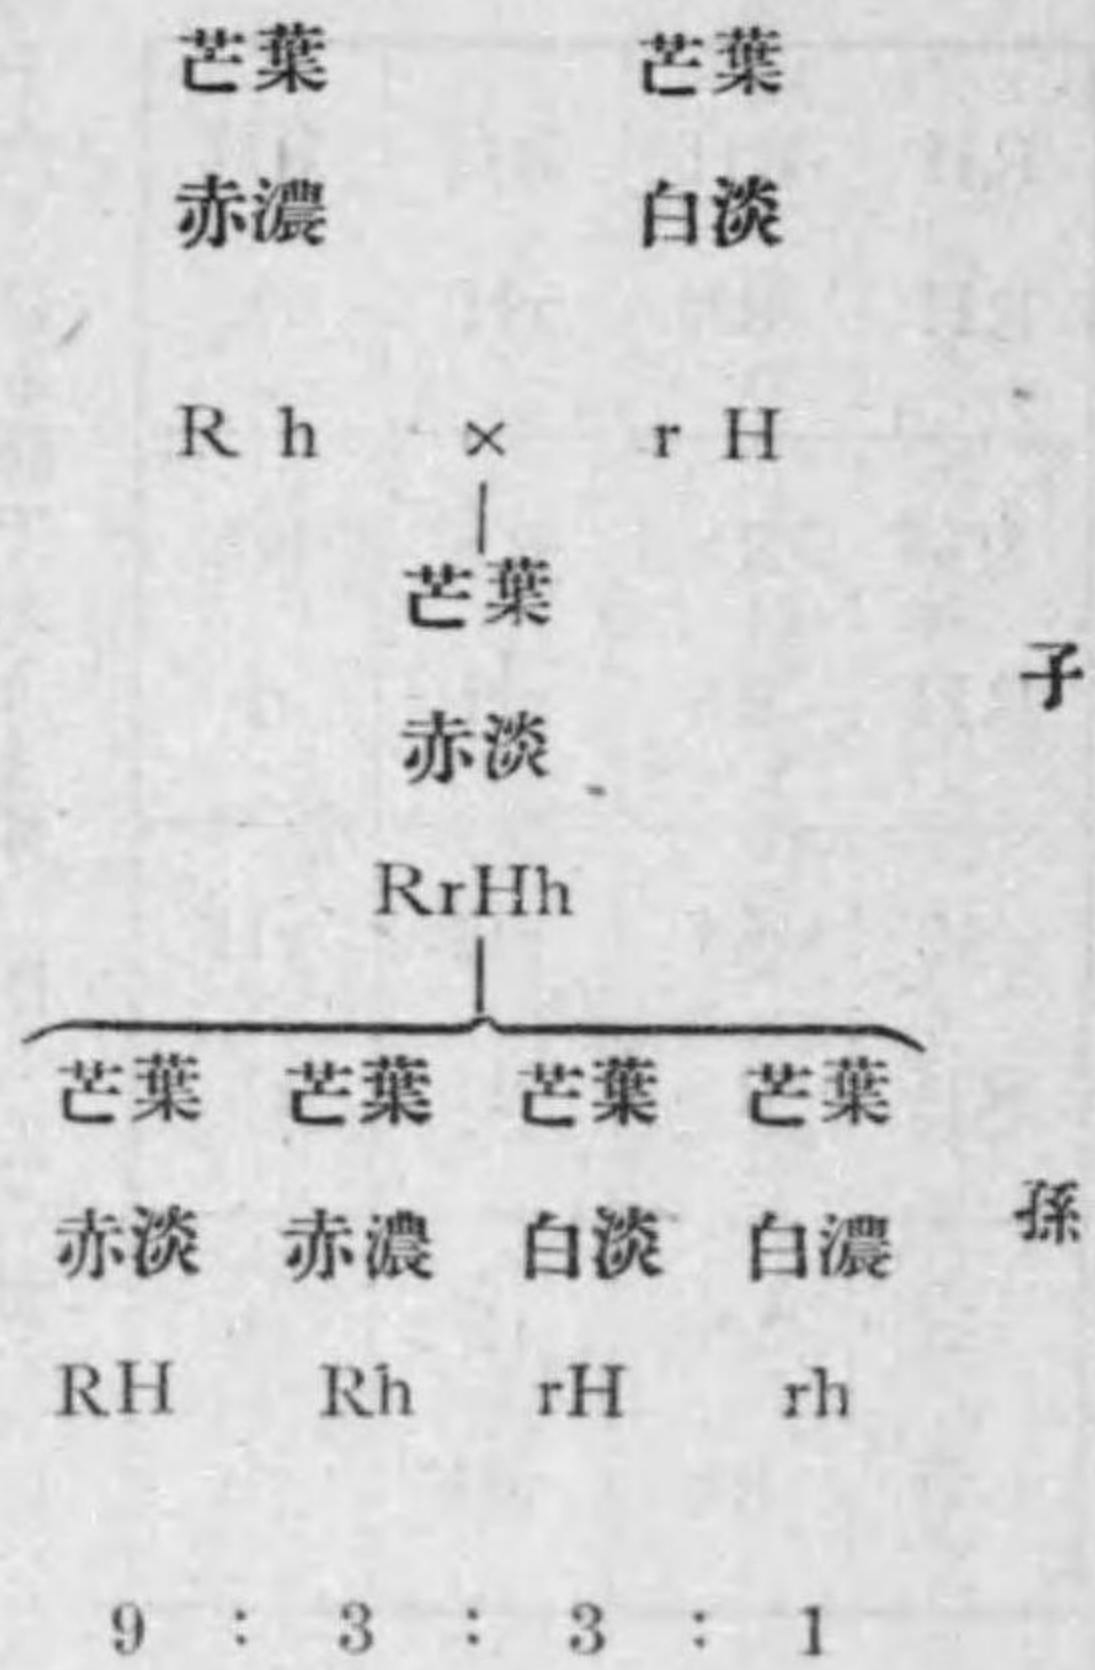 芒葉 芒葉
赤濃 白淡
R h × r H
芒葉
子
赤淡
RrHh
芒葉 芒葉 芒葉 芒葉
赤淡 赤濃 白淡 白濃 孫
RH Rh rH rh
9 : 3 : 3 : 1